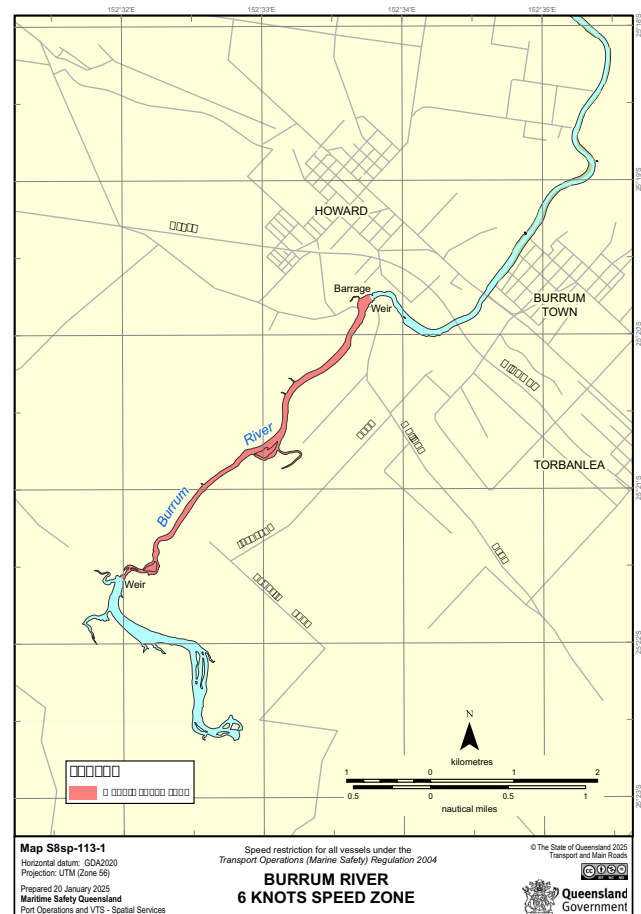 152°32'E
152°33'E
152°34'E
152°35'E
25°18'S
25°19'S
HOWARD
Barrage
Weir
BURRUM
TOWN
25°20'S
River
TORBANLEA
25°21'S
Burrum
Weir
25°22'S
N
kilometres
1 0 1 2
0.5 0 0.5 1
nautical miles
25°23'S
Map S8sp-113-1
Horizontal datum: GDA2020
Projection: UTM (Zone 56)
Prepared 20 January 2025
Maritime Safety Queensland
Port Operations and VTS - Spatial Services
Speed restriction for all vessels under the
Transport Operations (Marine Safety) Regulation 2004
BURRUM RIVER
6 KNOTS SPEED ZONE
© The State of Queensland 2025
Transport and Main Roads
CC
BY NC ND
Queensland
Government